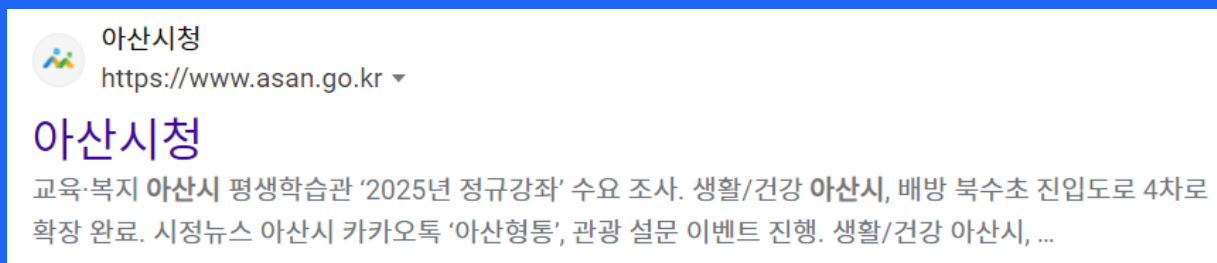 아산시청
https://www.asan.go.kr
아산시청
교육·복지 아산시 평생학습관 ‘2025년 정규강좌’ 수요 조사. 생활/건강 아산시, 배방 북수초 진입도로 4차로
확장 완료. 시정뉴스 아산시 카카오톡 ‘아산형통’, 관광 설문 이벤트 진행. 생활/건강 아산시, ...